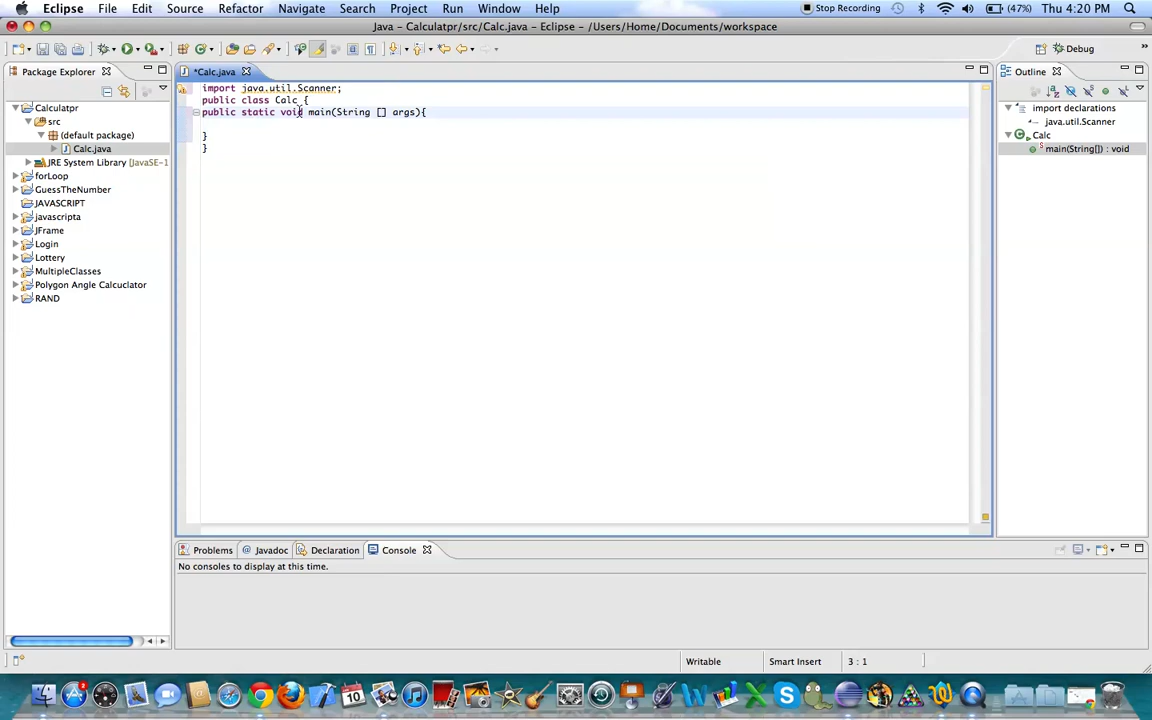 Eclipse File Edit Source Refactor Navigate Search Project Run Window Help Stop Recording (47%) Thu 4:20 PM
Java - Calculatpr/src/Calc.java - Eclipse - /Users/Home/Documents/workspace
Debug
Package Explorer
Calculatpr
src
(default package)
Calc.java
JRE System Library [JavaSE-1
forLoop
GuessTheNumber
JAVASCRIPT
javascripta
JFrame
Login
Lottery
MultipleClasses
Polygon Angle Calcuclator
RAND
*Calc.java
import java.util.Scanner;
public class Calc {
public static void main(String [] args){
}
}
Outline
import declarations
java.util.Scanner
Calc
main(String[]) : void
Problems @ Javadoc Declaration Console
No consoles to display at this time.
Writable Smart Insert 3 : 1